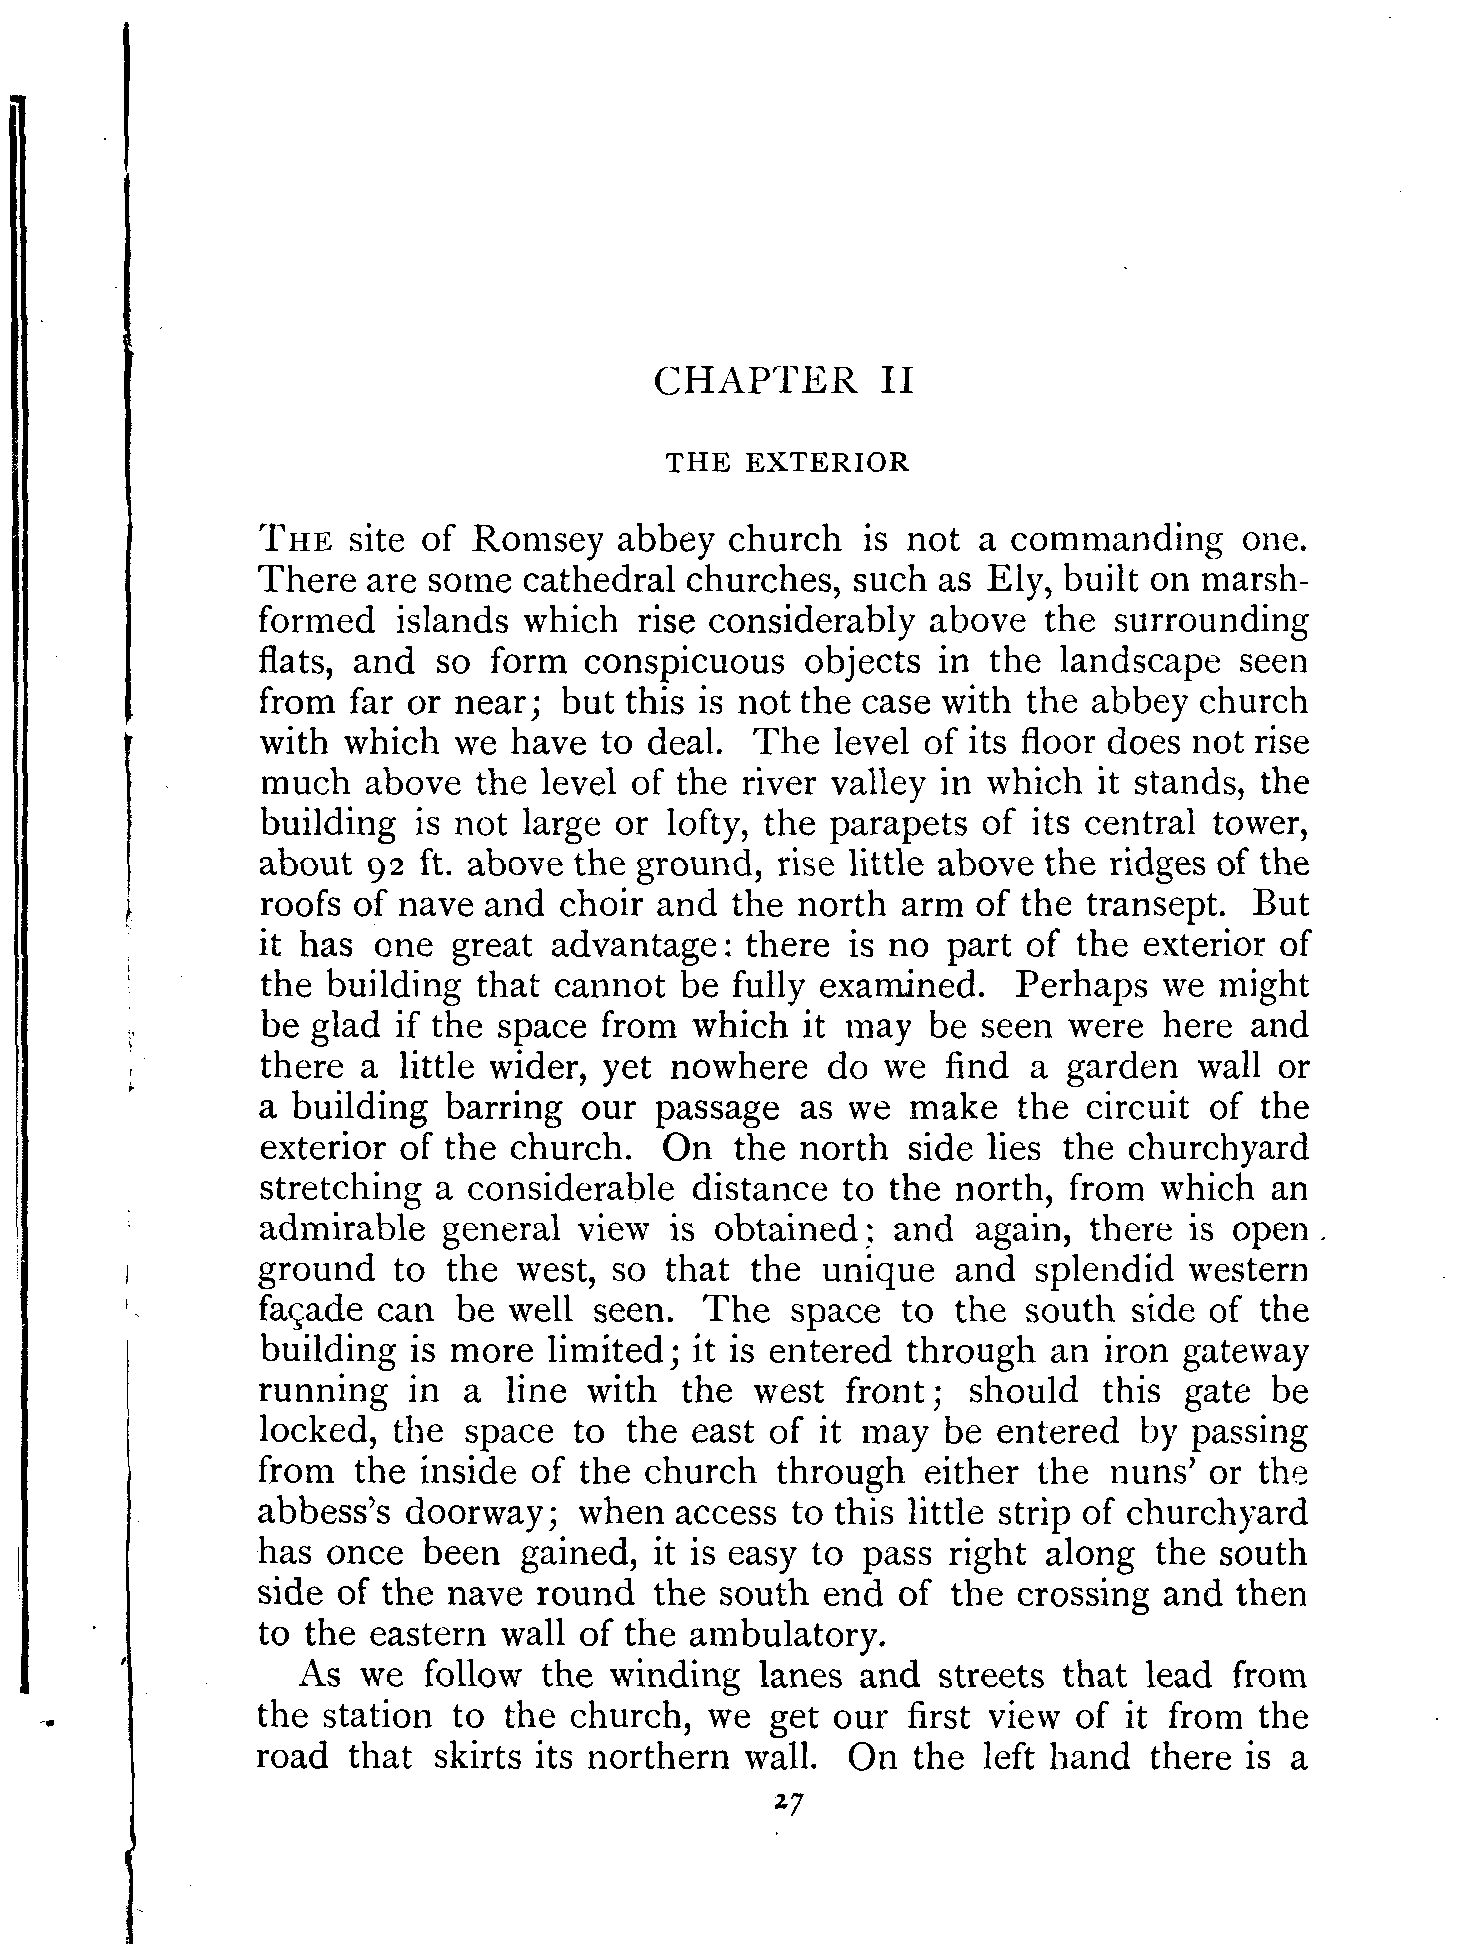 CHAPTER II
THE EXTERIOR
THE site of Romsey abbey church is not a commanding one.
There are some cathedral churches, such as Ely, built on marsh-
formed islands which rise considerably above the surrounding
flats, and so form conspicuous objects in the landscape seen
from far or near; but this is not the case with the abbey church
with which we have to deal. The level of its floor does not rise
much above the level of the river valley in which it stands, the
building is not large or lofty, the parapets of its central tower,
about 92 ft. above the ground, rise little above the ridges of the
roofs of nave and choir and the north arm of the transept. But
it has one great advantage: there is no part of the exterior of
the building that cannot be fully examined. Perhaps we might
be glad if the space from which it may be seen were here and
there a little wider, yet nowhere do we find a garden wall or
a building barring our passage as we make the circuit of the
exterior of the church. On the north side lies the churchyard
stretching a considerable distance to the north, from which an
admirable general view is obtained; and again, there is open
ground to the west, so that the unique and splendid western
façade can be well seen. The space to the south side of the
building is more limited; it is entered through an iron gateway
running in a line with the west front; should this gate be
locked, the space to the east of it may be entered by passing
from the inside of the church through either the nuns' or the
abbess's doorway; when access to this little strip of churchyard
has once been gained, it is easy to pass right along the south
side of the nave round the south end of the crossing and then
to the eastern wall of the ambulatory.
As we follow the winding lanes and streets that lead from
the station to the church, we get our first view of it from the
road that skirts its northern wall. On the left hand there is a
27